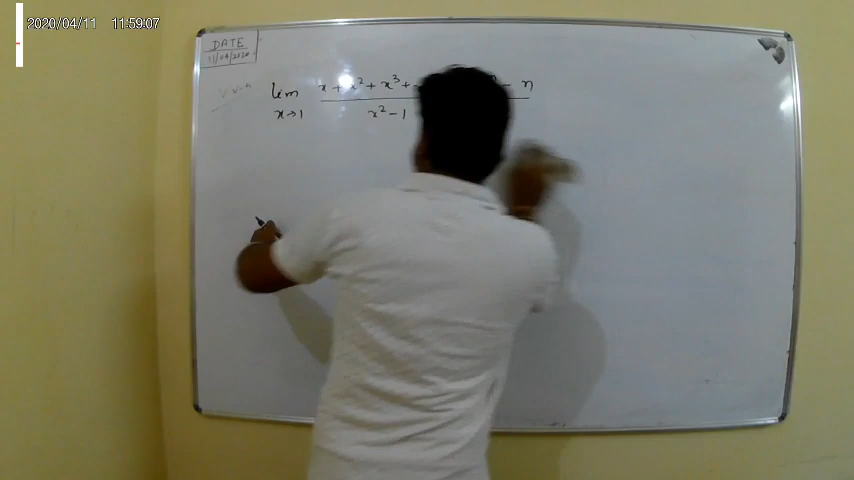 2020/04/11 11:59:07
DATE
11/04/2020
lim x + x² + x³ + - n
x→1 x² - 1